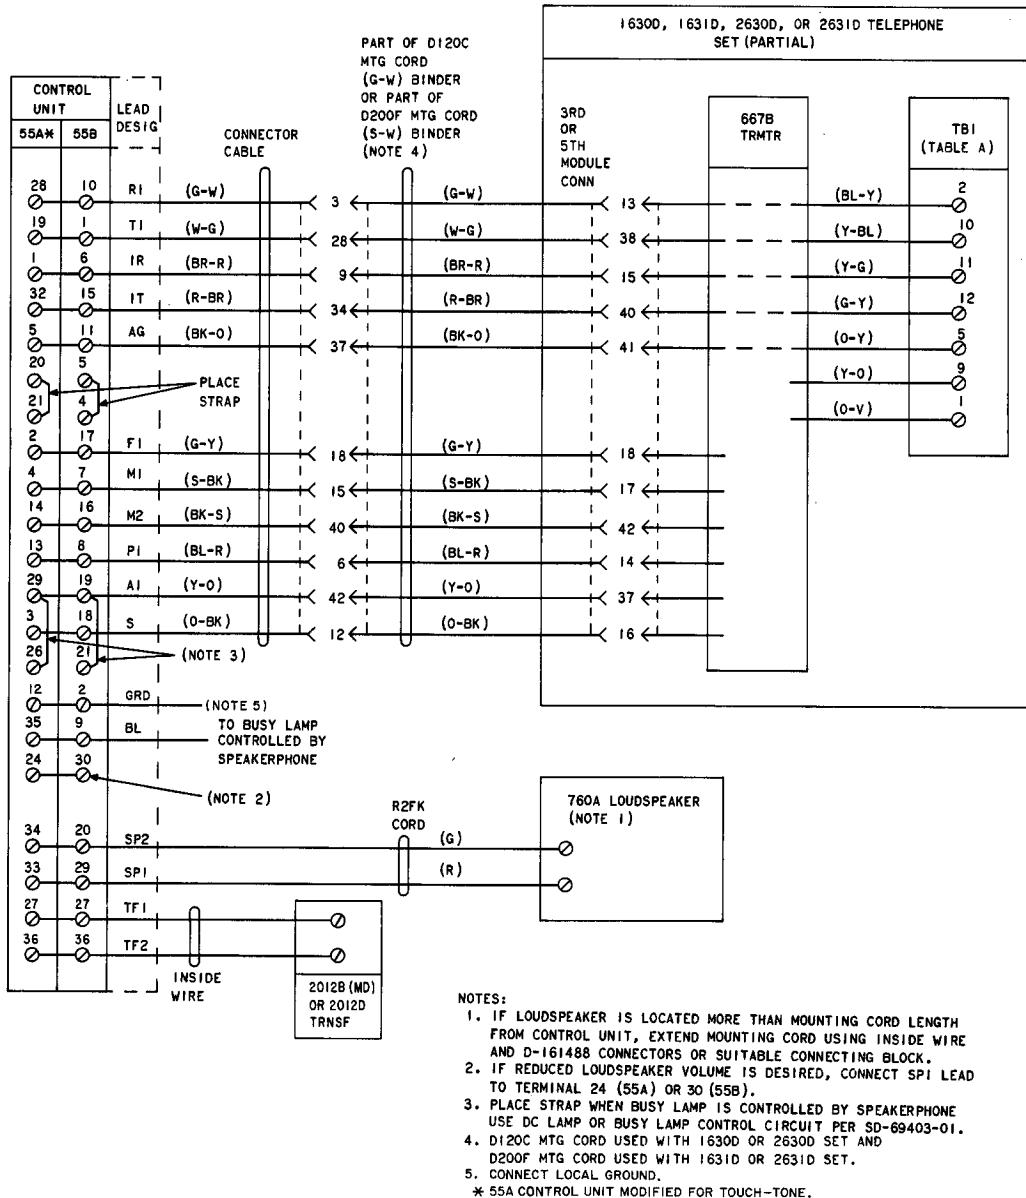 1630D, 1631D, 2630D, OR 2631D TELEPHONE
SET (PARTIAL)
PART OF D120C
MTG CORD
(G-W) BINDER
OR PART OF
D200F MTG CORD
(S-W) BINDER
(NOTE 4)
CONTROL
UNIT
55A* 55B
LEAD
DESIG
CONNECTOR
CABLE
3RD
OR
5TH
MODULE
CONN
667B
TRMTR
TB1
(TABLE A)
28 10 R1 (G-W) 3 (G-W) 13 (BL-Y) 2
19 1 T1 (W-G) 28 (W-G) 38 (Y-BL) 10
1 6 IR (BR-R) 9 (BR-R) 15 (Y-G) 11
32 15 IT (R-BR) 34 (R-BR) 40 (G-Y) 12
5 11 AG (BK-O) 37 (BK-O) 41 (O-Y) 5
20 5 (Y-O) 9
PLACE
STRAP
21 4 (O-V) 1
2 17 F1 (G-Y) 18 (G-Y) 18
4 7 M1 (S-BK) 15 (S-BK) 17
14 16 M2 (BK-S) 40 (BK-S) 42
13 8 P1 (BL-R) 6 (BL-R) 14
29 19 A1 (Y-O) 42 (Y-O) 37
3 18 S (O-BK) 12 (O-BK) 16
26 21 (NOTE 3)
12 2 GRD (NOTE 5)
35 9 BL TO BUSY LAMP
CONTROLLED BY
SPEAKERPHONE
24 30
(NOTE 2)
R2FK
CORD
760A LOUDSPEAKER
(NOTE 1)
34 20 SP2 (G)
33 29 SP1 (R)
27 27 TF1
36 36 TF2
INSIDE
WIRE
2012B (MD)
OR 2012D
TRNSF
NOTES:
1. IF LOUDSPEAKER IS LOCATED MORE THAN MOUNTING CORD LENGTH
FROM CONTROL UNIT, EXTEND MOUNTING CORD USING INSIDE WIRE
AND D-161488 CONNECTORS OR SUITABLE CONNECTING BLOCK.
2. IF REDUCED LOUDSPEAKER VOLUME IS DESIRED, CONNECT SP1 LEAD
TO TERMINAL 24 (55A) OR 30 (55B).
3. PLACE STRAP WHEN BUSY LAMP IS CONTROLLED BY SPEAKERPHONE
USE DC LAMP OR BUSY LAMP CONTROL CIRCUIT PER SD-69403-01.
4. D120C MTG CORD USED WITH 1630D OR 2630D SET AND
D200F MTG CORD USED WITH 1631D OR 2631D SET.
5. CONNECT LOCAL GROUND.
* 55A CONTROL UNIT MODIFIED FOR TOUCH-TONE.